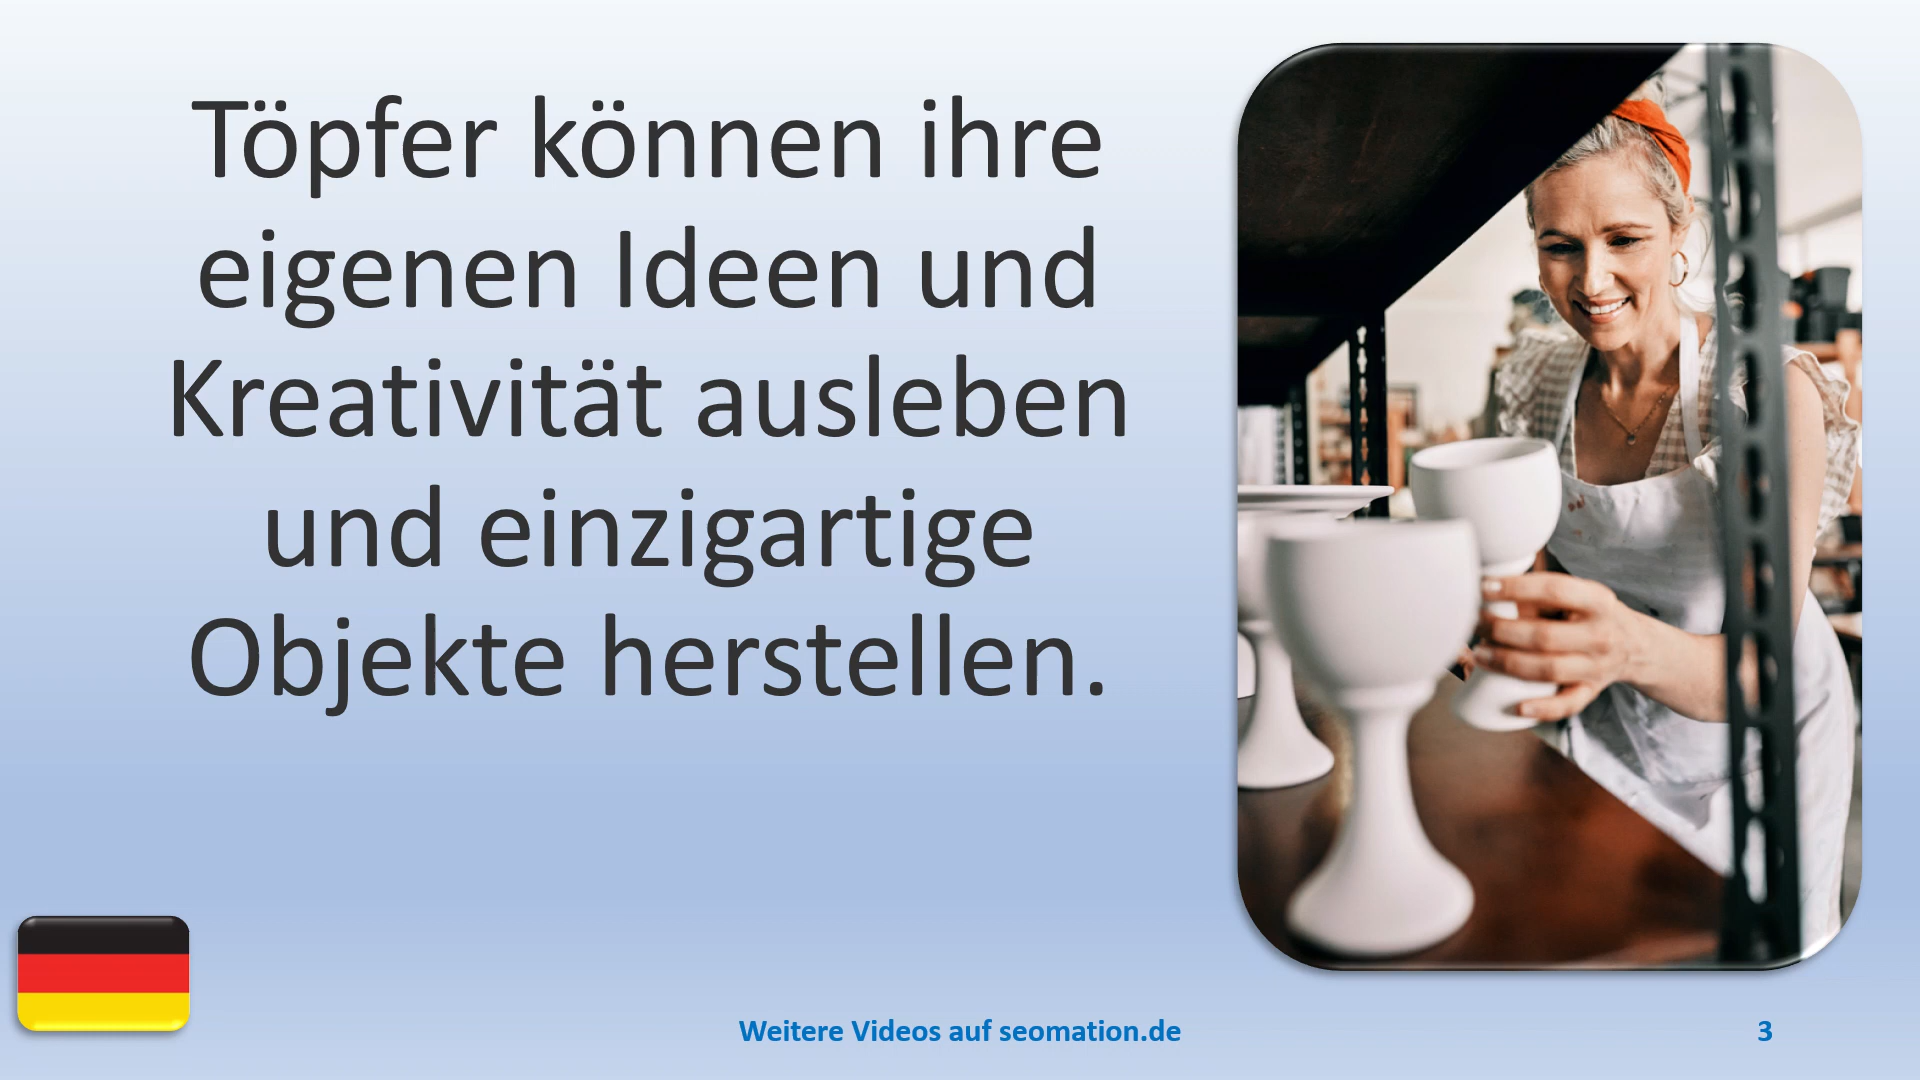 Töpfer können ihre
eigenen Ideen und
Kreativität ausleben
und einzigartige
Objekte herstellen.
Weitere Videos auf seomation.de
3